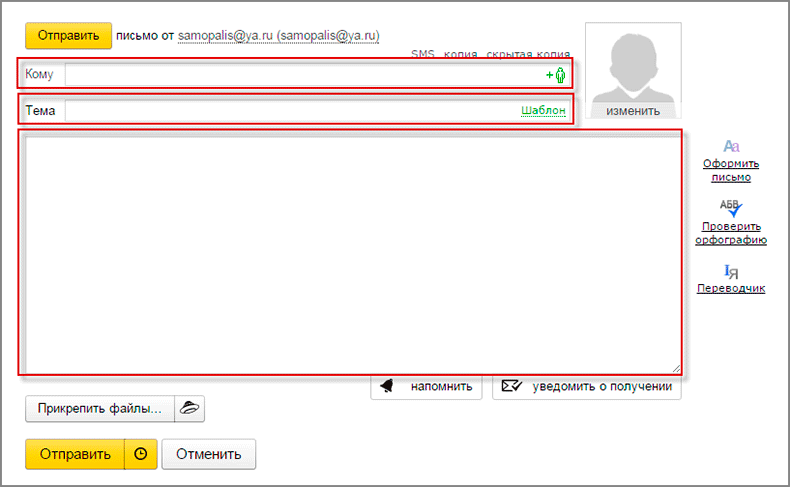 Отправить письмо от samopalis@ya.ru (samopalis@ya.ru)
SMS копия скрытая копия
Кому
Тема Шаблон
изменить
Aa
Оформить
письмо
АБВ
Проверить
орфографию
Переводчик
напомнить уведомить о получении
Прикрепить файлы...
Отправить Отменить